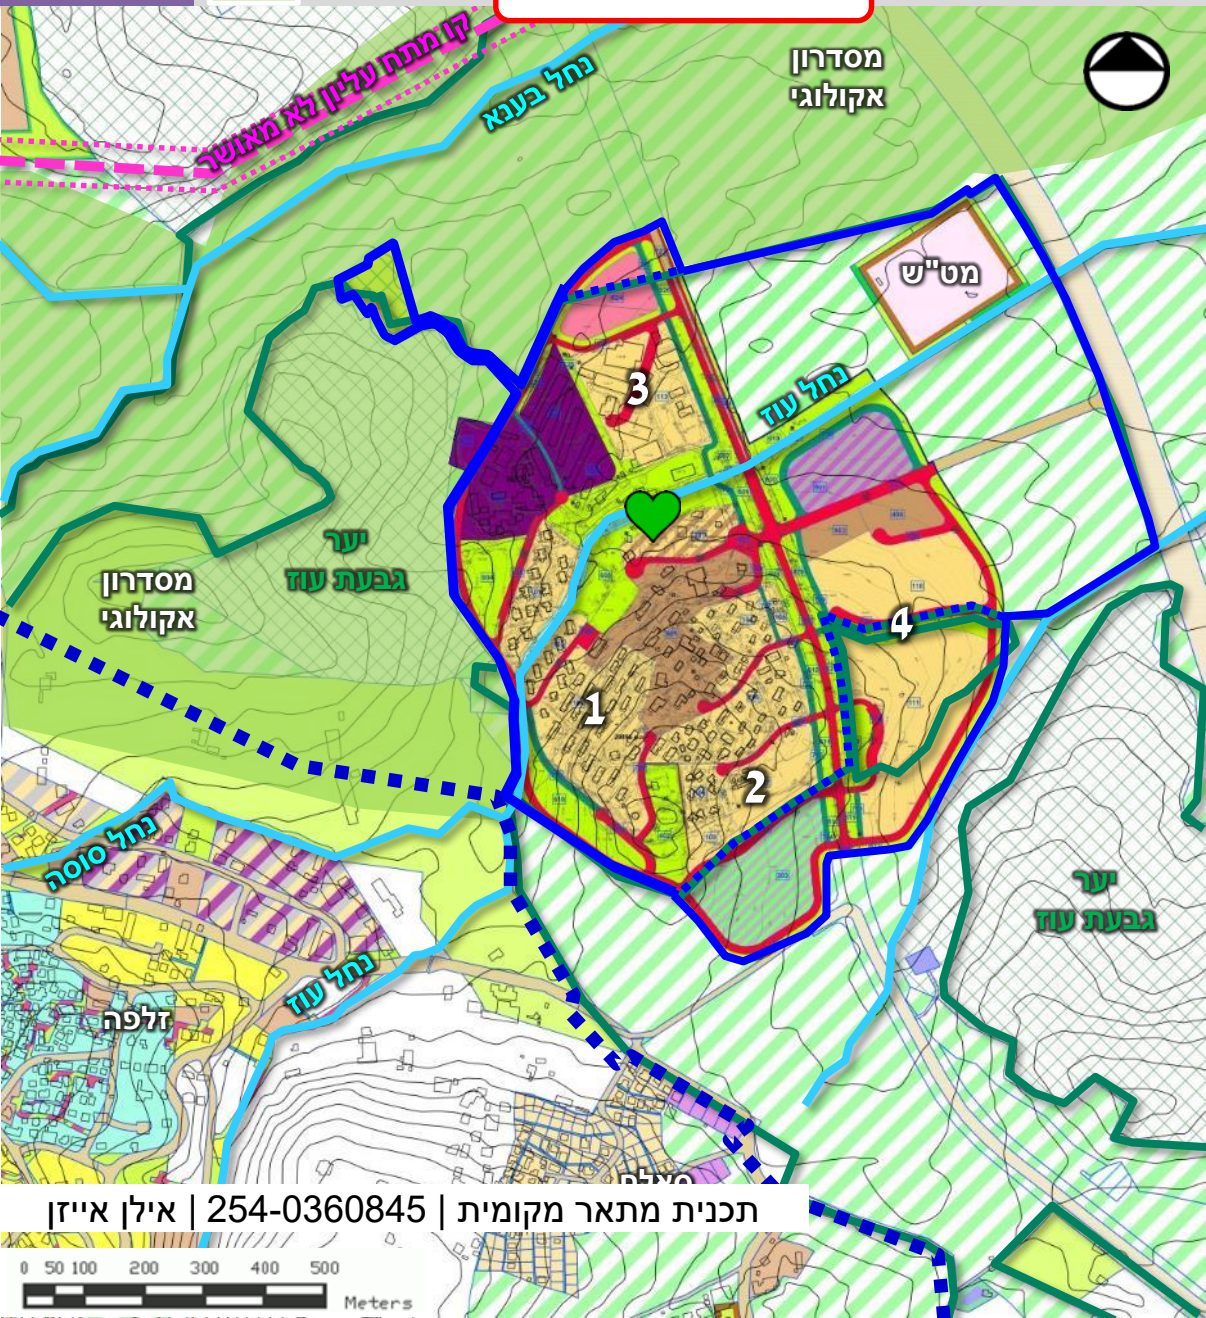 קו מתח עליון לא מאושר
נחל בענא
מסדרון
אקולוגי
מט"ש
3
נחל עוז
יער
גבעת עוז
מסדרון
אקולוגי
4
1
2
נחל סוסה
יער
גבעת עוז
נחל עוז
זלפה
סאלם
תכנית מתאר מקומית | 254-0360845 | אילן אייזן
0 50 100 200 300 400 500
Meters